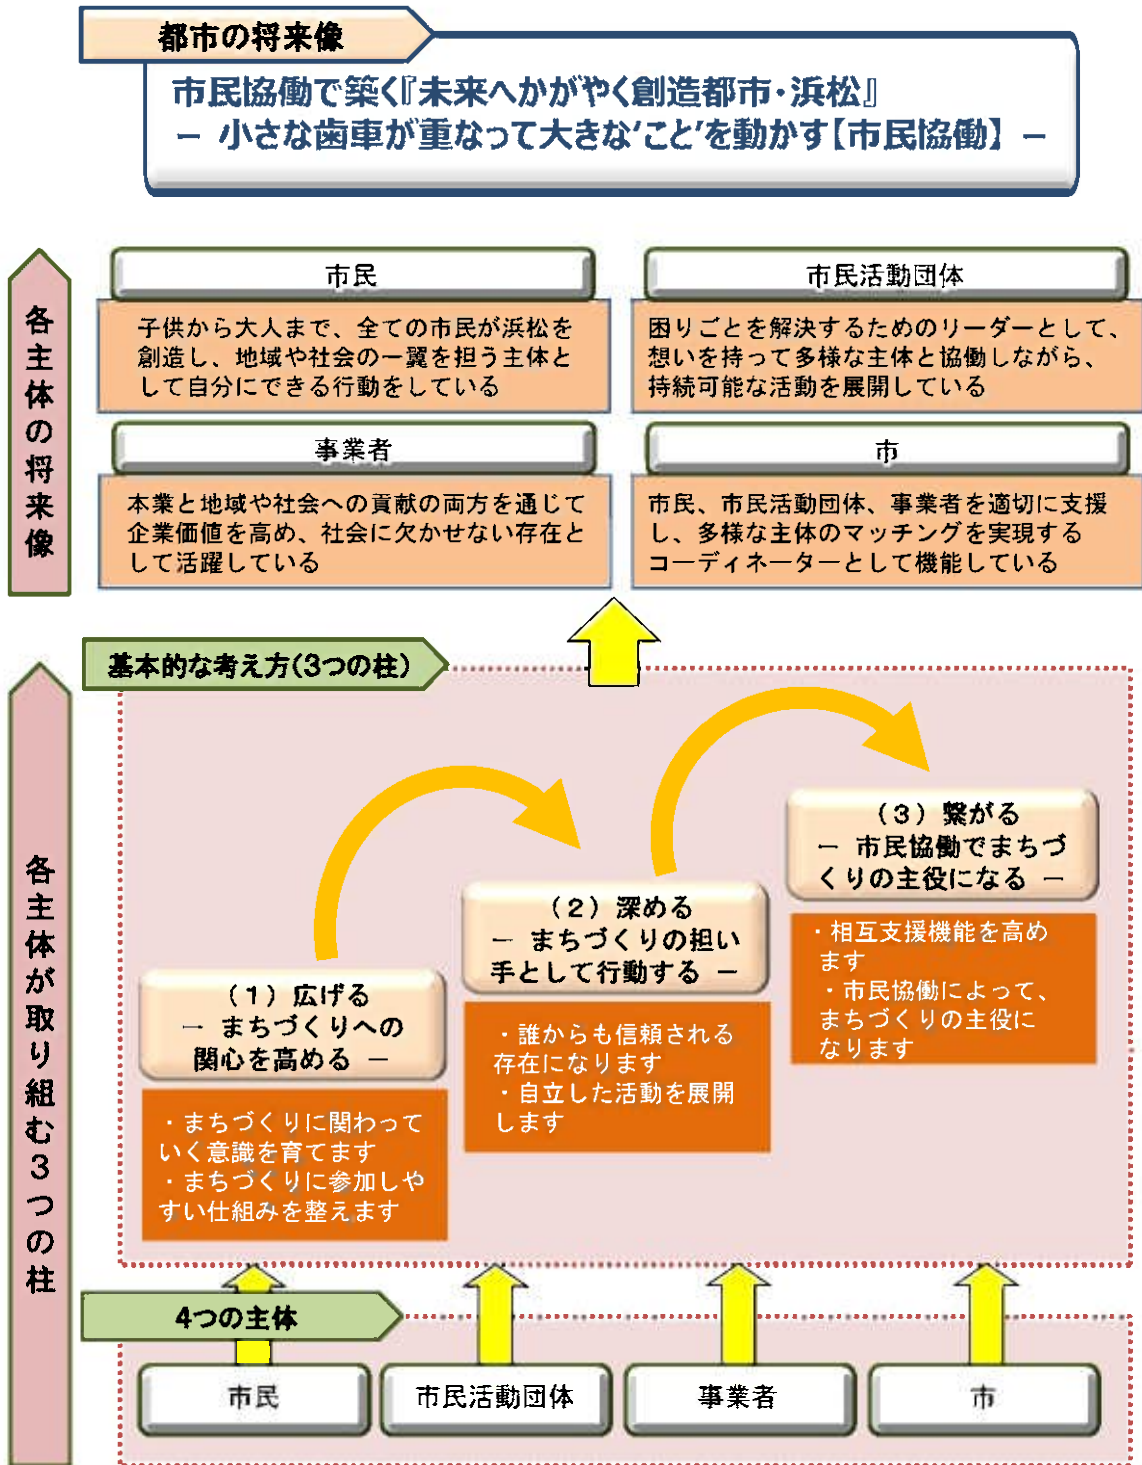 都市の将来像
市民協働で築く『未来へかがやく創造都市・浜松』
－ 小さな歯車が重なって大きな'こと'を動かす【市民協働】 －
各主体の将来像
市民
子供から大人まで、全ての市民が浜松を
創造し、地域や社会の一翼を担う主体と
して自分にできる行動をしている
市民活動団体
困りごとを解決するためのリーダーとして、
想いを持って多様な主体と協働しながら、
持続可能な活動を展開している
事業者
本業と地域や社会への貢献の両方を通じて
企業価値を高め、社会に欠かせない存在と
して活躍している
市
市民、市民活動団体、事業者を適切に支援
し、多様な主体のマッチングを実現する
コーディネーターとして機能している
各主体が取り組む3つの柱
基本的な考え方(3つの柱)
(1) 広げる
－ まちづくりへの
関心を高める －
・まちづくりに関わって
いく意識を育てます
・まちづくりに参加しや
すい仕組みを整えます
(2) 深める
－ まちづくりの担い
手として行動する －
・誰からも信頼される
存在になります
・自立した活動を展開
します
(3) 繋がる
－ 市民協働でまちづ
くりの主役になる －
・相互支援機能を高め
ます
・市民協働によって、
まちづくりの主役に
なります
4つの主体
市民
市民活動団体
事業者
市